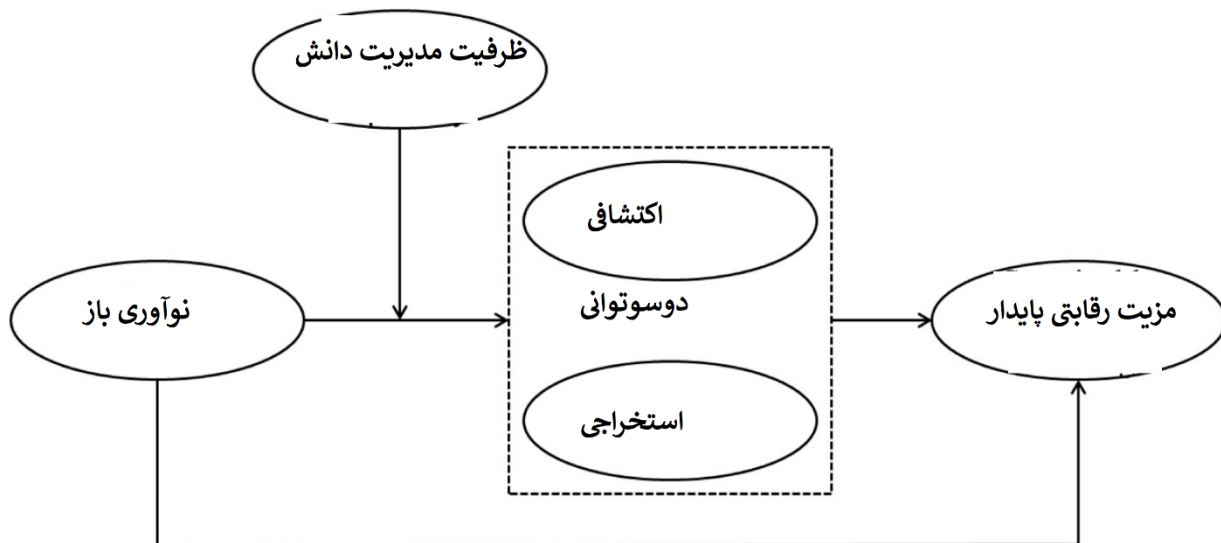 ظرفیت مدیریت دانش
اکتشافی
دوسوتوانی
نوآوری باز
مزیت رقابتی پایدار
استخراجی